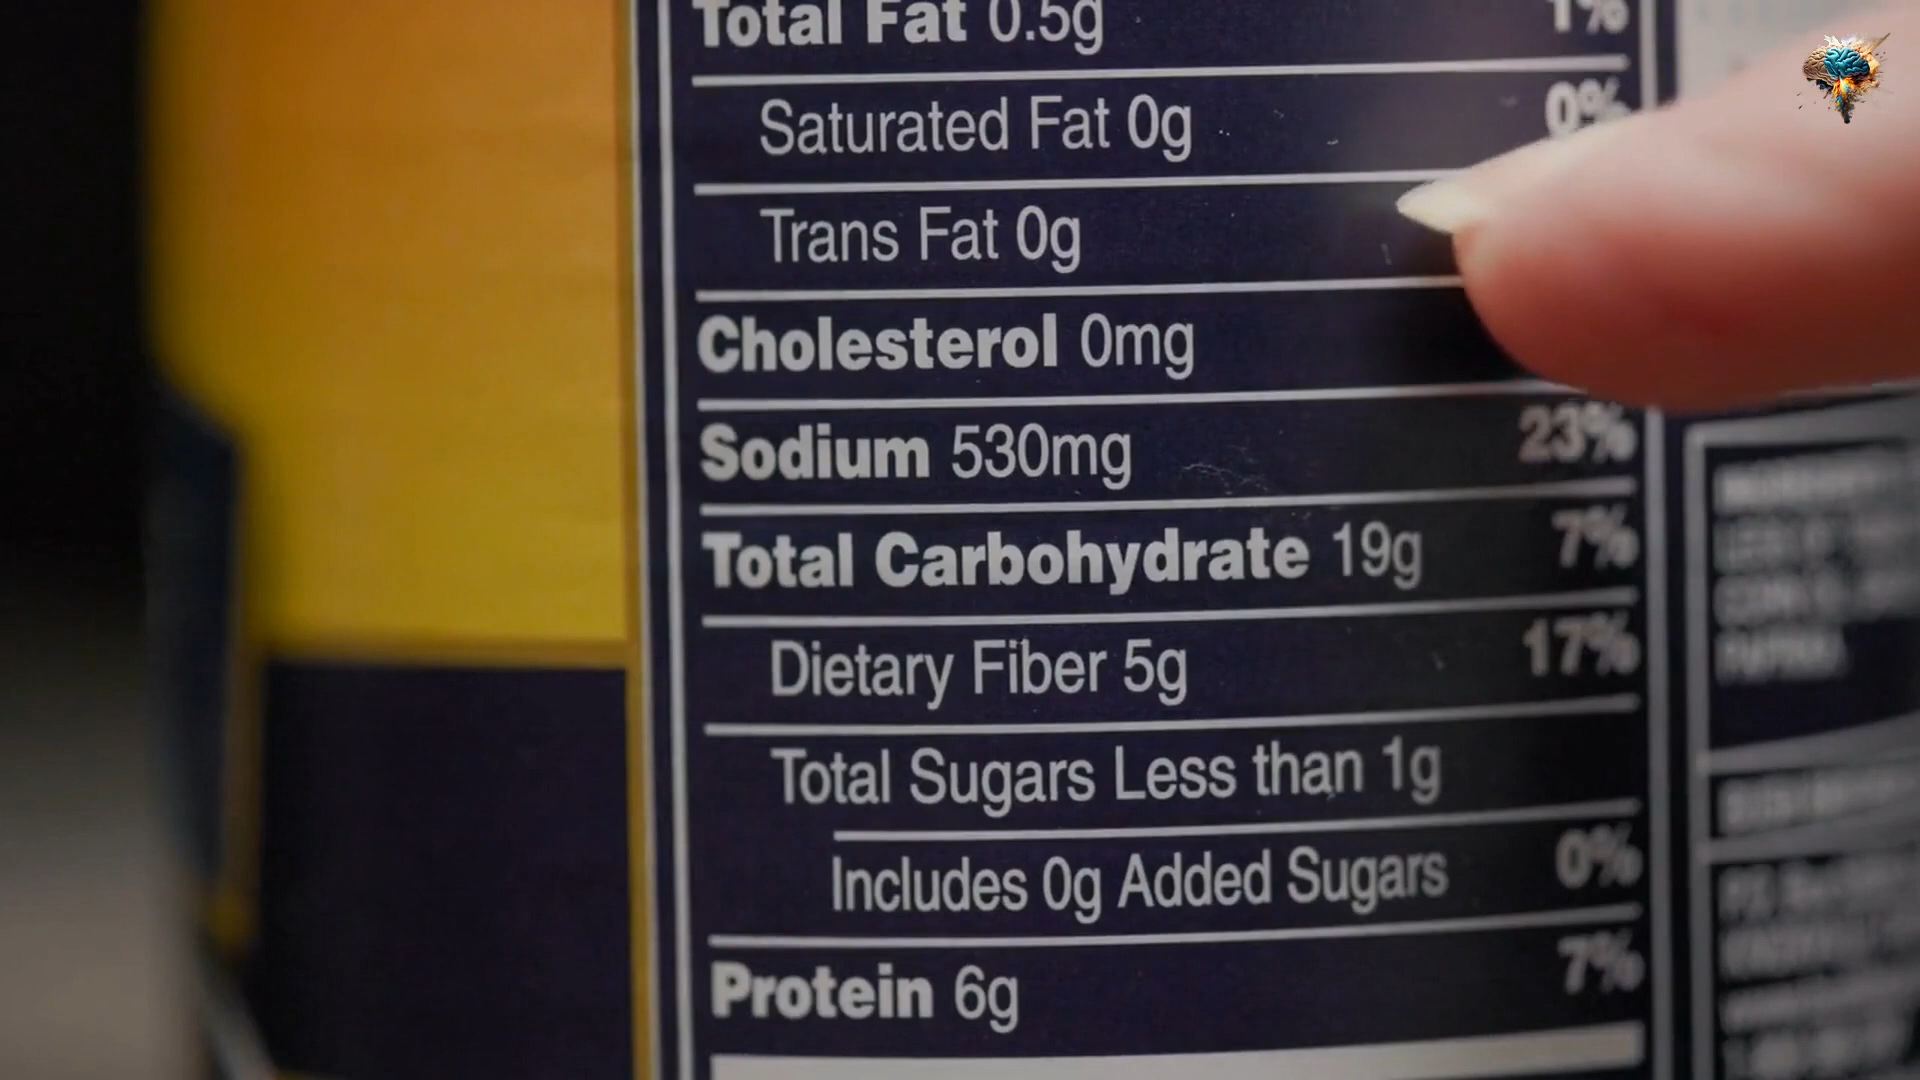 Total Fat 0.5g 1%
Saturated Fat 0g 0%
Trans Fat 0g
Cholesterol 0mg
Sodium 530mg 23%
Total Carbohydrate 19g 7%
Dietary Fiber 5g 17%
Total Sugars Less than 1g
Includes 0g Added Sugars 0%
Protein 6g 7%